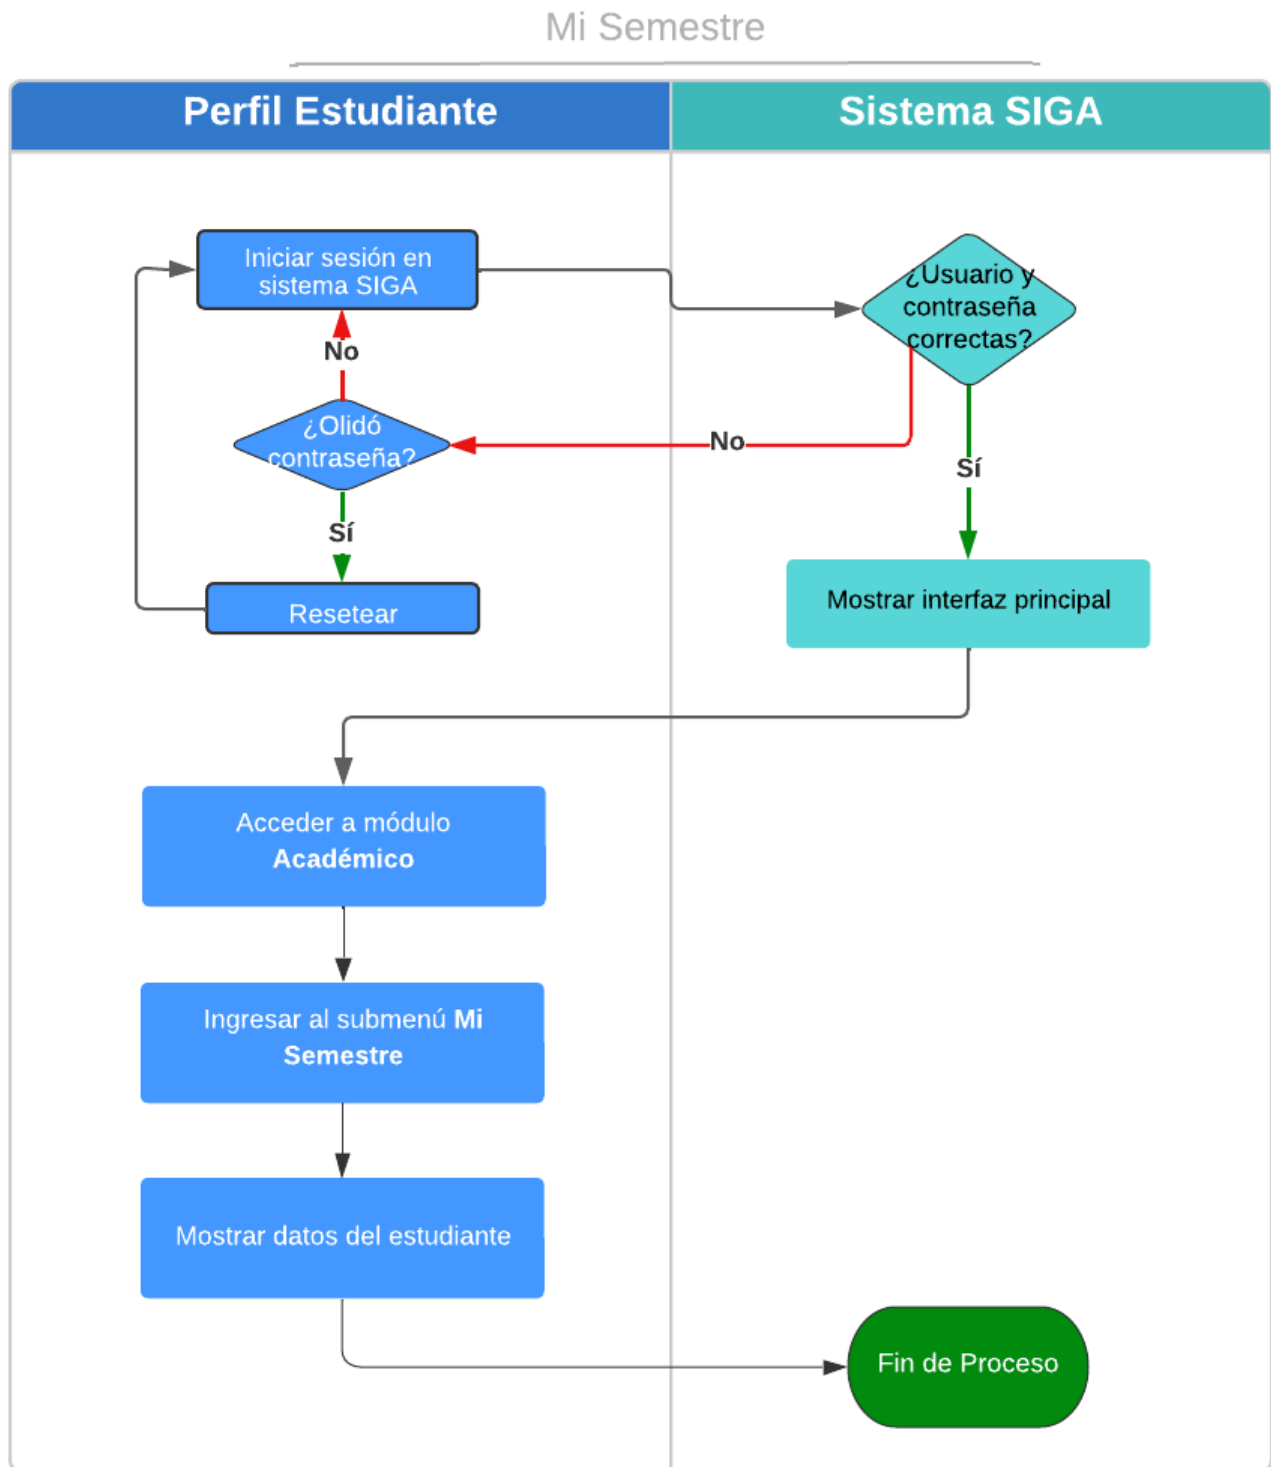 Mi Semestre
Perfil Estudiante
Sistema SIGA
Iniciar sesión en
sistema SIGA
¿Usuario y
contraseña
correctas?
No
¿Olidó
contraseña?
No
Sí
Sí
Resetear
Mostrar interfaz principal
Acceder a módulo
Académico
Ingresar al submenú Mi
Semestre
Mostrar datos del estudiante
Fin de Proceso